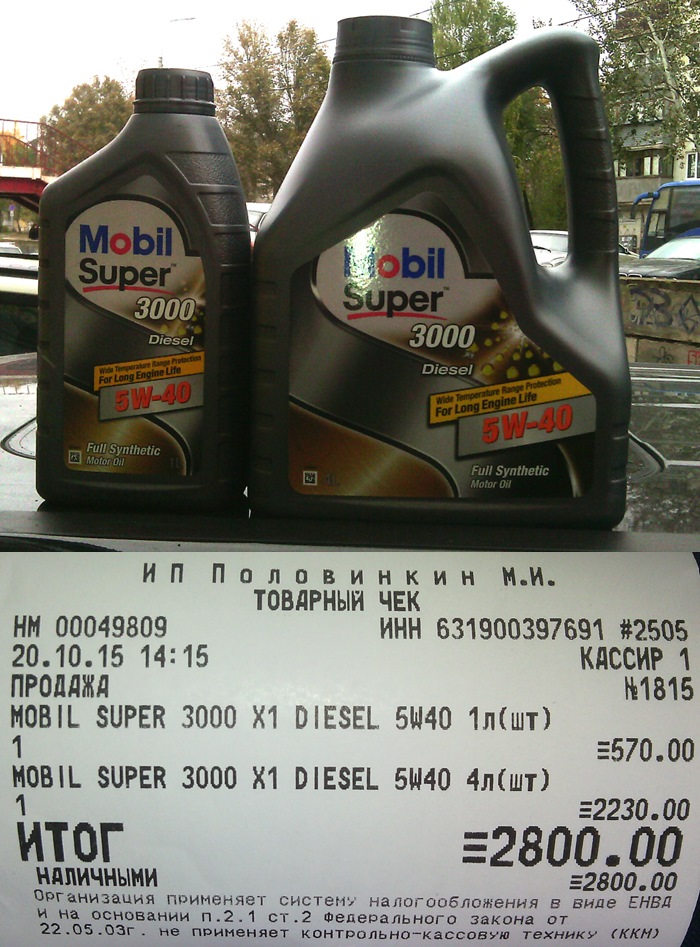 Mobil
Super™
3000
Diesel
Wide Temperature Range Protection
For Long Engine Life
5W-40
Full Synthetic
Motor Oil
1L
Mobil
Super™
3000
Diesel
Wide Temperature Range Protection
For Long Engine Life
5W-40
Full Synthetic
Motor Oil
4L
ИП Половинкин М.И.
ТОВАРНЫЙ ЧЕК
НМ 00049809 ИНН 631900397691 #2505
20.10.15 14:15 КАССИР 1
ПРОДАЖА №1815
MOBIL SUPER 3000 X1 DIESEL 5W40 1л(шт)
1 ≡570.00
MOBIL SUPER 3000 X1 DIESEL 5W40 4л(шт)
1 ≡2230.00
ИТОГ ≡2800.00
НАЛИЧНЫМИ ≡2800.00
Организация применяет систему налогообложения в виде ЕНВД
и на основании п.2.1 ст.2 Федерального закона от
22.05.03г. не применяет контрольно-кассовую технику (ККМ)